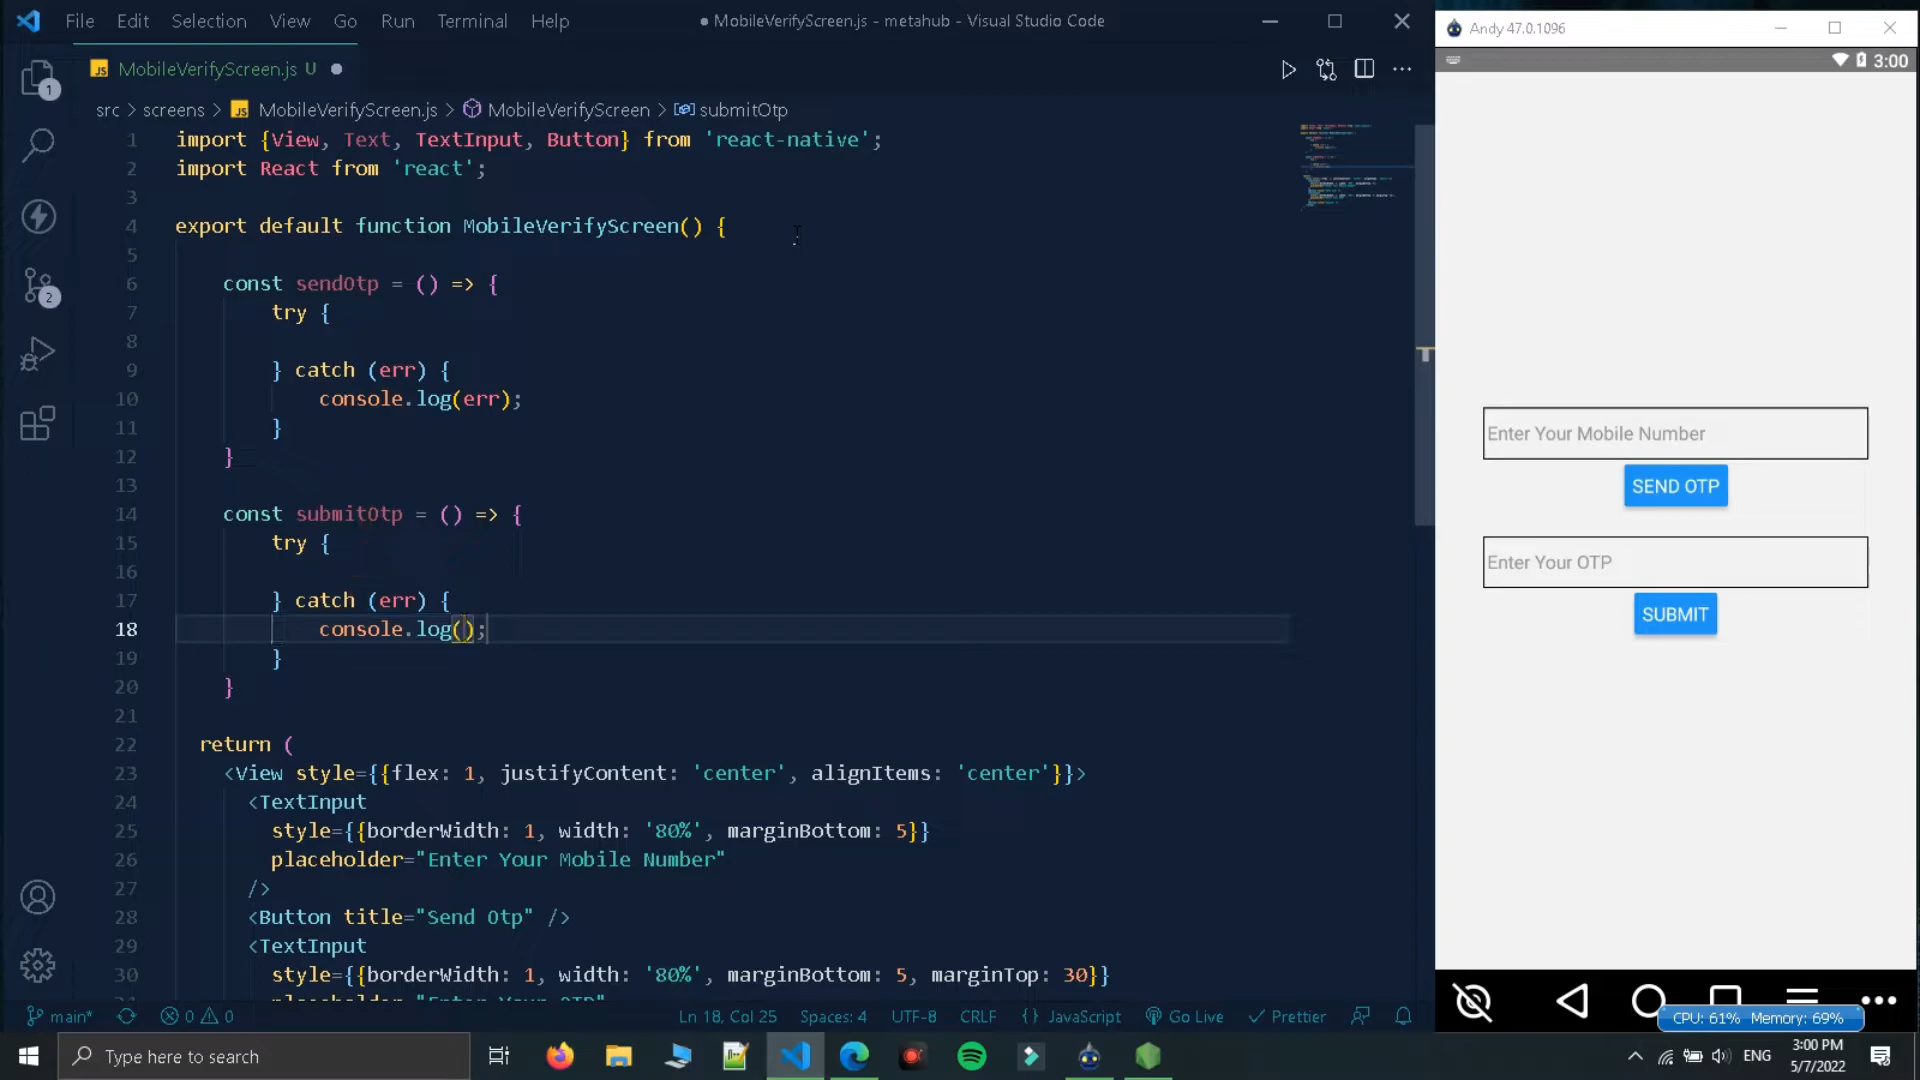 File Edit Selection View Go Run Terminal Help
● MobileVerifyScreen.js - metahub - Visual Studio Code
MobileVerifyScreen.js U ●
src > screens > JS MobileVerifyScreen.js > MobileVerifyScreen > submitOtp
1 import {View, Text, TextInput, Button} from 'react-native';
2 import React from 'react';
3
4 export default function MobileVerifyScreen() {
5
6 const sendOtp = () => {
7 try {
8
9 } catch (err) {
10 console.log(err);
11 }
12 }
13
14 const submitOtp = () => {
15 try {
16
17 } catch (err) {
18 console.log();
19 }
20 }
21
22 return (
23 <View style={{flex: 1, justifyContent: 'center', alignItems: 'center'}}>
24 <TextInput
25 style={{borderWidth: 1, width: '80%', marginBottom: 5}}
26 placeholder="Enter Your Mobile Number"
27 />
28 <Button title="Send Otp" />
29 <TextInput
30 style={{borderWidth: 1, width: '80%', marginBottom: 5, marginTop: 30}}
placeholder="Enter Your OTP"
1
2
main* 0 0
Ln 18, Col 25 Spaces: 4 UTF-8 CRLF {} JavaScript Go Live Prettier
Andy 47.0.1096
3:00
Enter Your Mobile Number
SEND OTP
Enter Your OTP
SUBMIT
CPU: 61% Memory: 69%
Type here to search
ENG
3:00 PM
5/7/2022